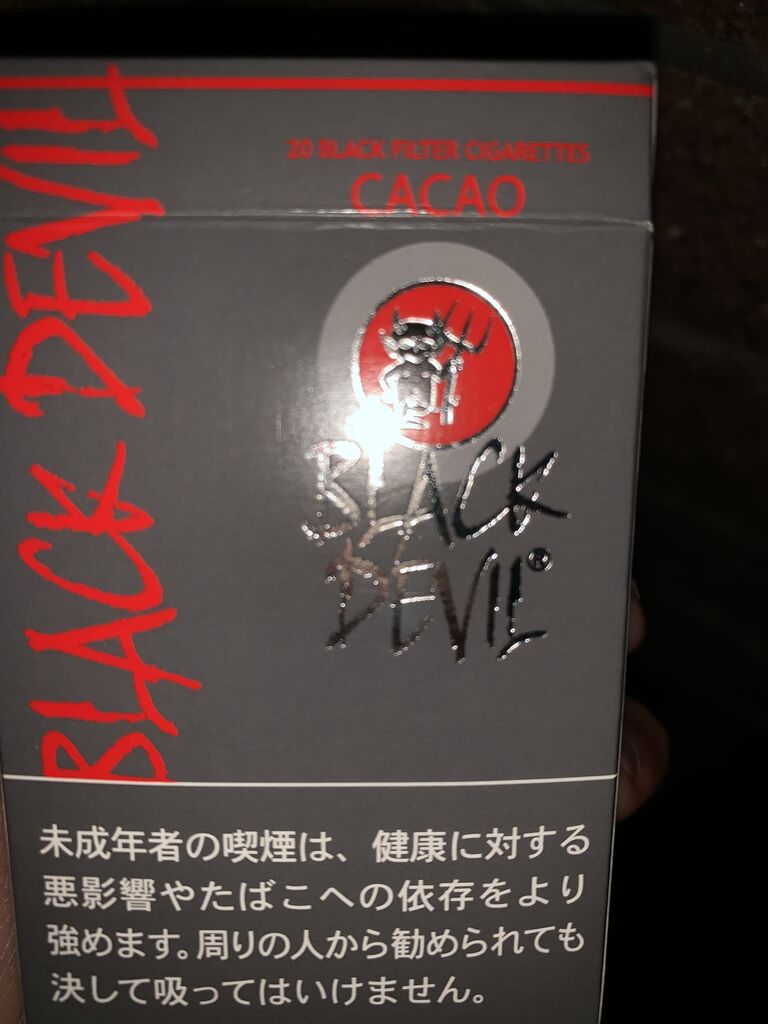 BLACK DEVIL
20 BLACK FILTER CIGARETTES
CACAO
BLACK
DEVIL®
未成年者の喫煙は、健康に対する
悪影響やたばこへの依存をより
強めます。周りの人から勧められても
決して吸ってはいけません。